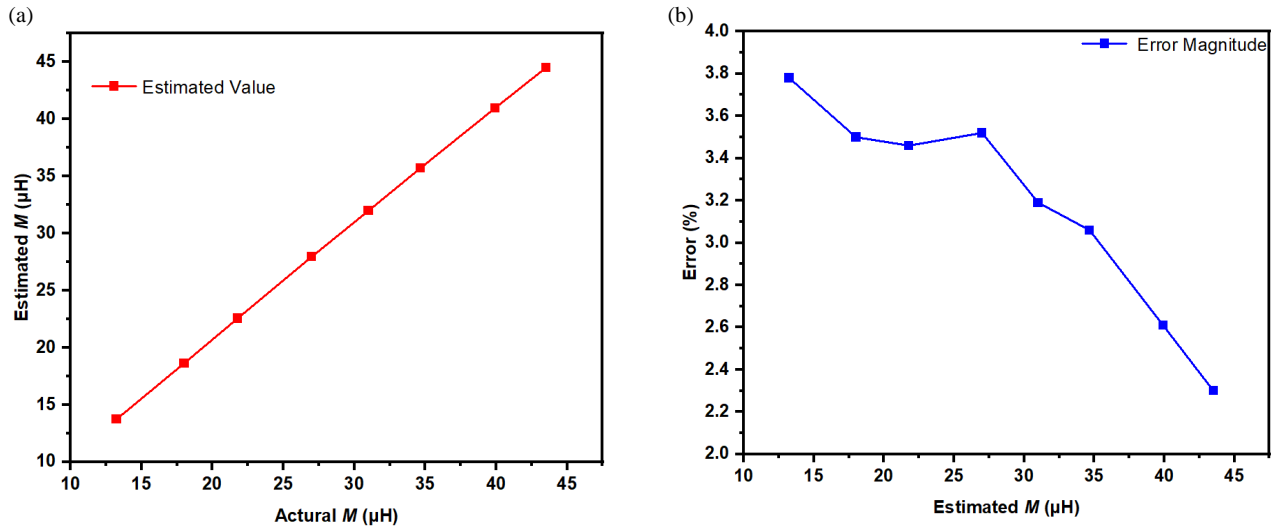 (a)
Estimated Value
Estimated M (µH)
45
40
35
30
25
20
15
10
10 15 20 25 30 35 40 45
Actural M (µH)
(b)
Error Magnitude
Error (%)
4.0
3.8
3.6
3.4
3.2
3.0
2.8
2.6
2.4
2.2
2.0
10 15 20 25 30 35 40 45
Estimated M (µH)